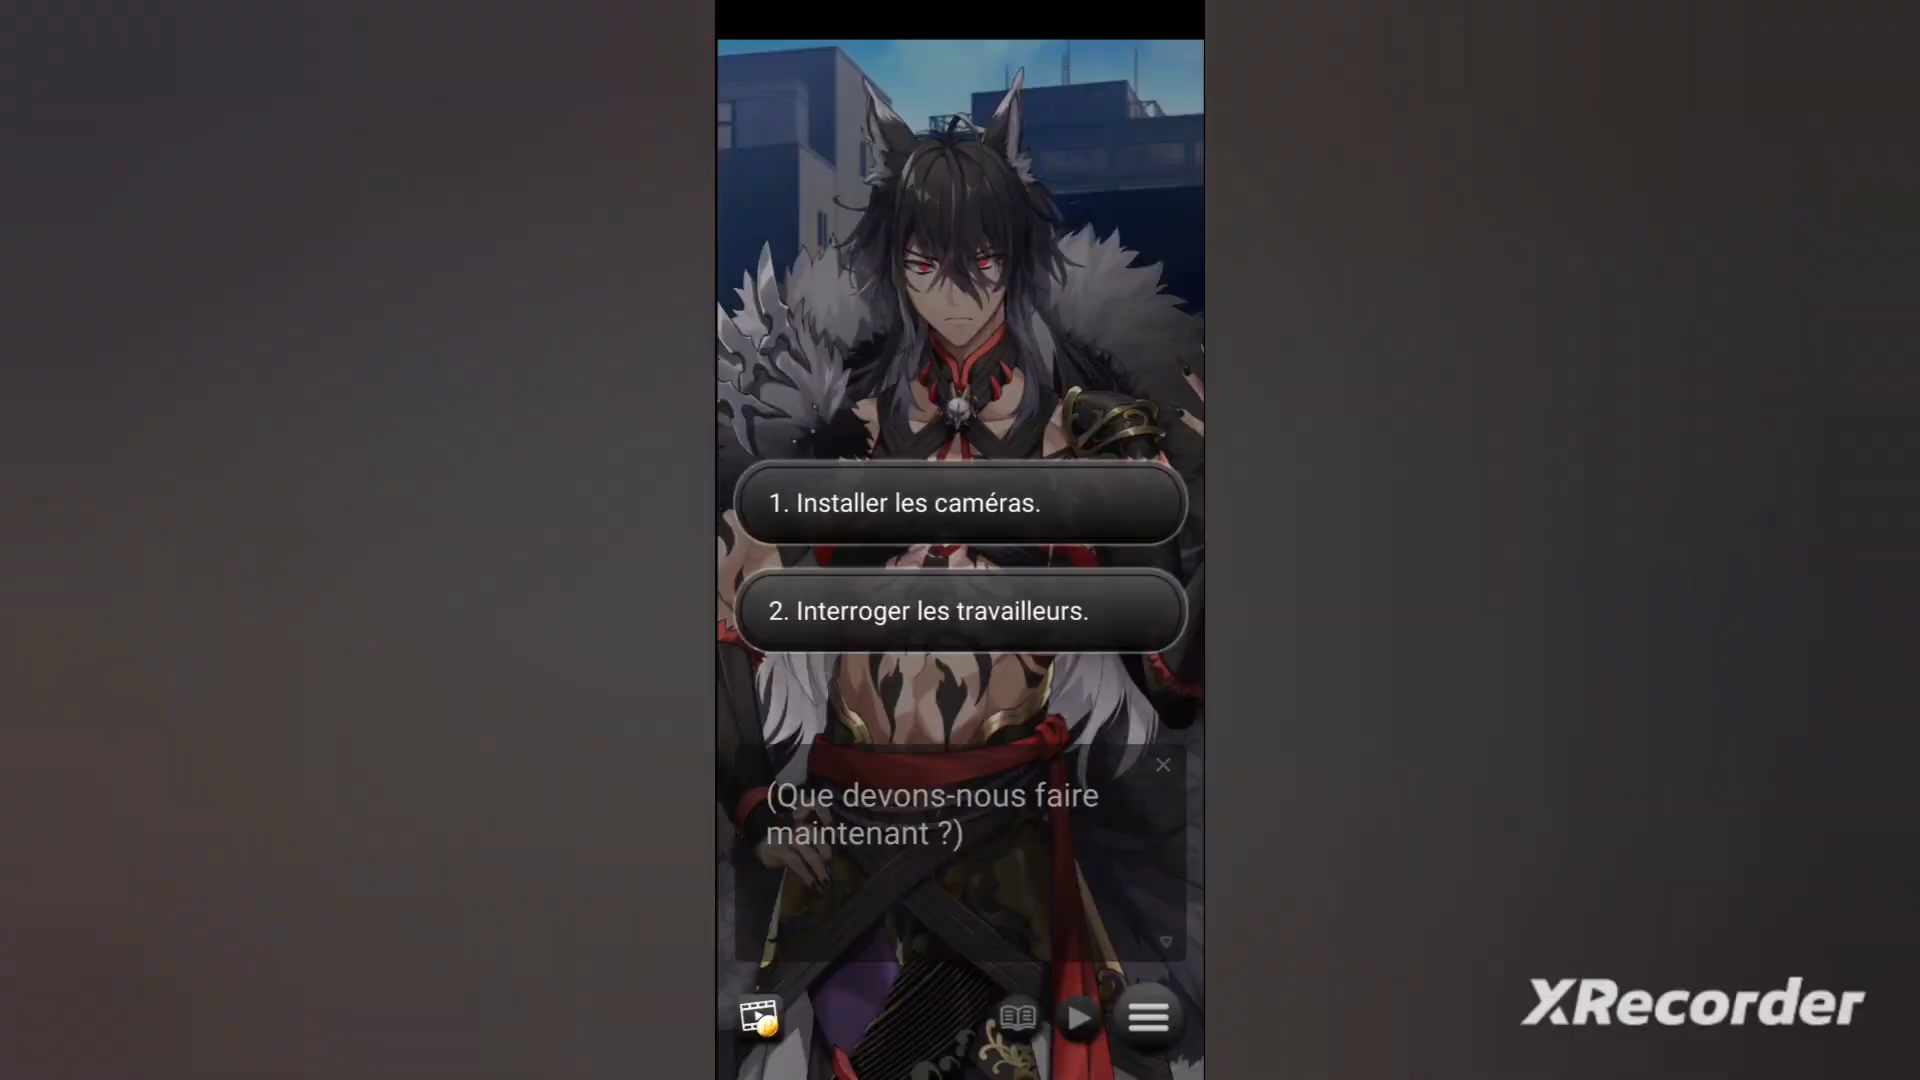 1. Installer les caméras.
2. Interroger les travailleurs.
(Que devons-nous faire
maintenant ?)
XRecorder